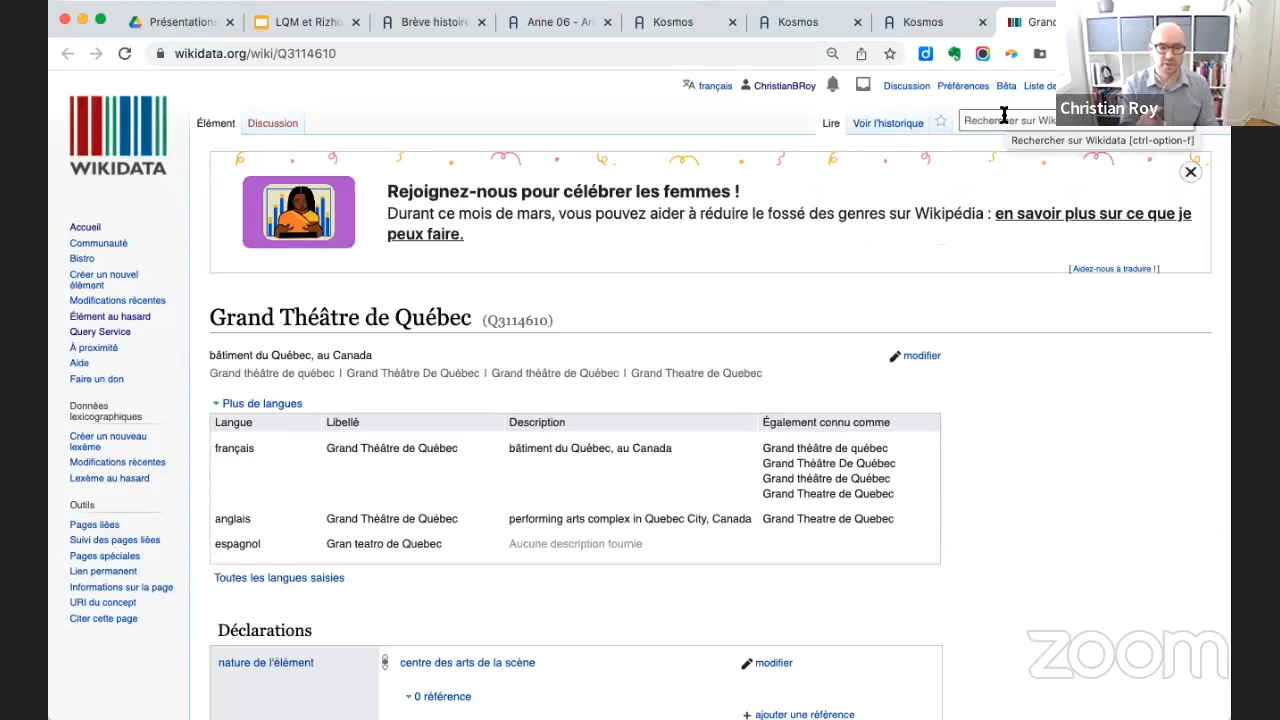 Présentation
LQM et Rizho
Brève histoire
Anne 06 - An
Kosmos
Kosmos
Kosmos
Grand
wikidata.org/wiki/Q3114610
Christian Roy
français
ChristianBRoy
Discussion
Préférences
Bêta
Liste de
WIKIDATA
Élément
Discussion
Lire
Voir l'historique
Rechercher sur Wik
Rechercher sur Wikidata [ctrl-option-f]
Rejoignez-nous pour célébrer les femmes !
Durant ce mois de mars, vous pouvez aider à réduire le fossé des genres sur Wikipédia : en savoir plus sur ce que je
peux faire.
[ Aidez-nous à traduire ! ]
Accueil
Communauté
Bistro
Créer un nouvel
élément
Modifications récentes
Élément au hasard
Query Service
À proximité
Aide
Faire un don
Données
lexicographiques
Créer un nouveau
lexème
Modifications récentes
Lexème au hasard
Outils
Pages liées
Suivi des pages liées
Pages spéciales
Lien permanent
Informations sur la page
URI du concept
Citer cette page
Grand Théâtre de Québec (Q3114610)
bâtiment du Québec, au Canada
modifier
Grand théâtre de québec | Grand Théâtre De Québec | Grand théâtre de Québec | Grand Theatre de Quebec
Plus de langues
Langue Libellé Description Également connu comme
français Grand Théâtre de Québec bâtiment du Québec, au Canada Grand théâtre de québec
Grand Théâtre De Québec
Grand théâtre de Québec
Grand Theatre de Quebec
anglais Grand Théâtre de Québec performing arts complex in Quebec City, Canada Grand Theatre de Quebec
espagnol Gran teatro de Quebec Aucune description fournie
Toutes les langues saisies
Déclarations
nature de l'élément centre des arts de la scène modifier
0 référence
+ ajouter une référence
zoom